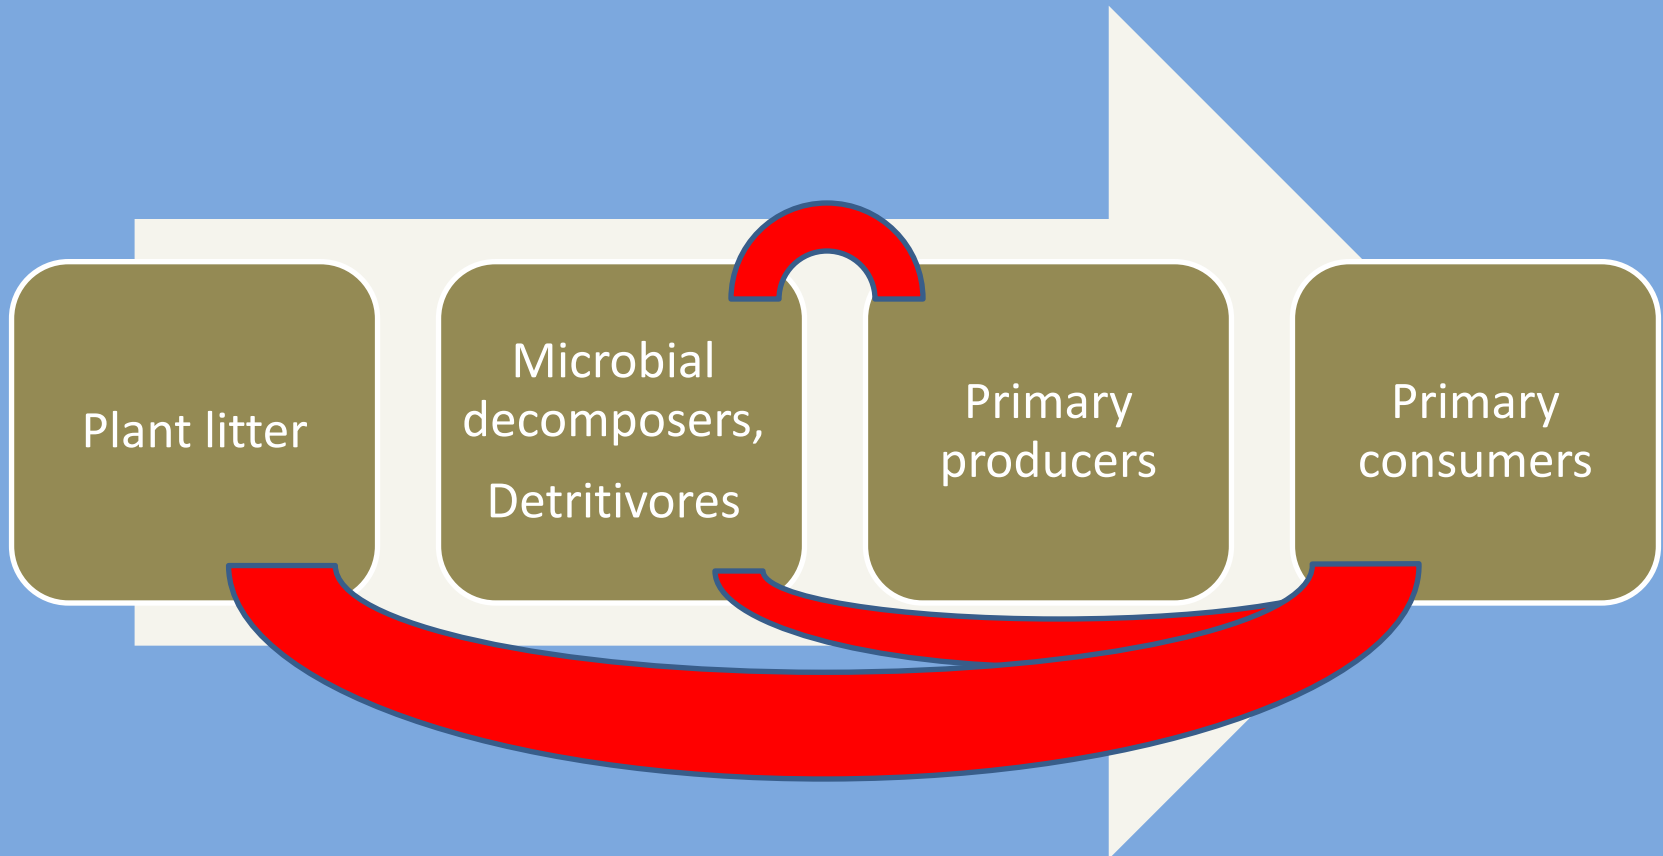 Plant litter
Microbial
decomposers,
Detritivores
Primary
producers
Primary
consumers